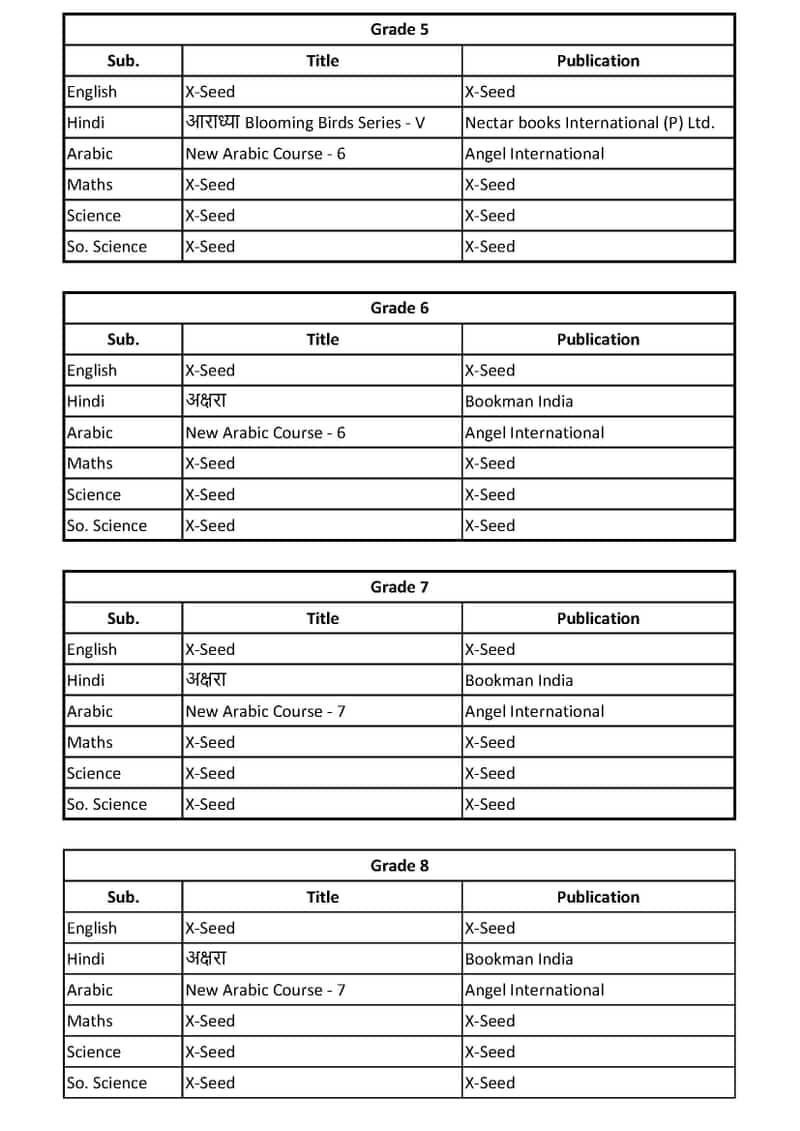 Grade 5
Sub. Title Publication
English X-Seed X-Seed
Hindi आराध्या Blooming Birds Series - V Nectar books International (P) Ltd.
Arabic New Arabic Course - 6 Angel International
Maths X-Seed X-Seed
Science X-Seed X-Seed
So. Science X-Seed X-Seed
Grade 6
Sub. Title Publication
English X-Seed X-Seed
Hindi अक्षरा Bookman India
Arabic New Arabic Course - 6 Angel International
Maths X-Seed X-Seed
Science X-Seed X-Seed
So. Science X-Seed X-Seed
Grade 7
Sub. Title Publication
English X-Seed X-Seed
Hindi अक्षरा Bookman India
Arabic New Arabic Course - 7 Angel International
Maths X-Seed X-Seed
Science X-Seed X-Seed
So. Science X-Seed X-Seed
Grade 8
Sub. Title Publication
English X-Seed X-Seed
Hindi अक्षरा Bookman India
Arabic New Arabic Course - 7 Angel International
Maths X-Seed X-Seed
Science X-Seed X-Seed
So. Science X-Seed X-Seed